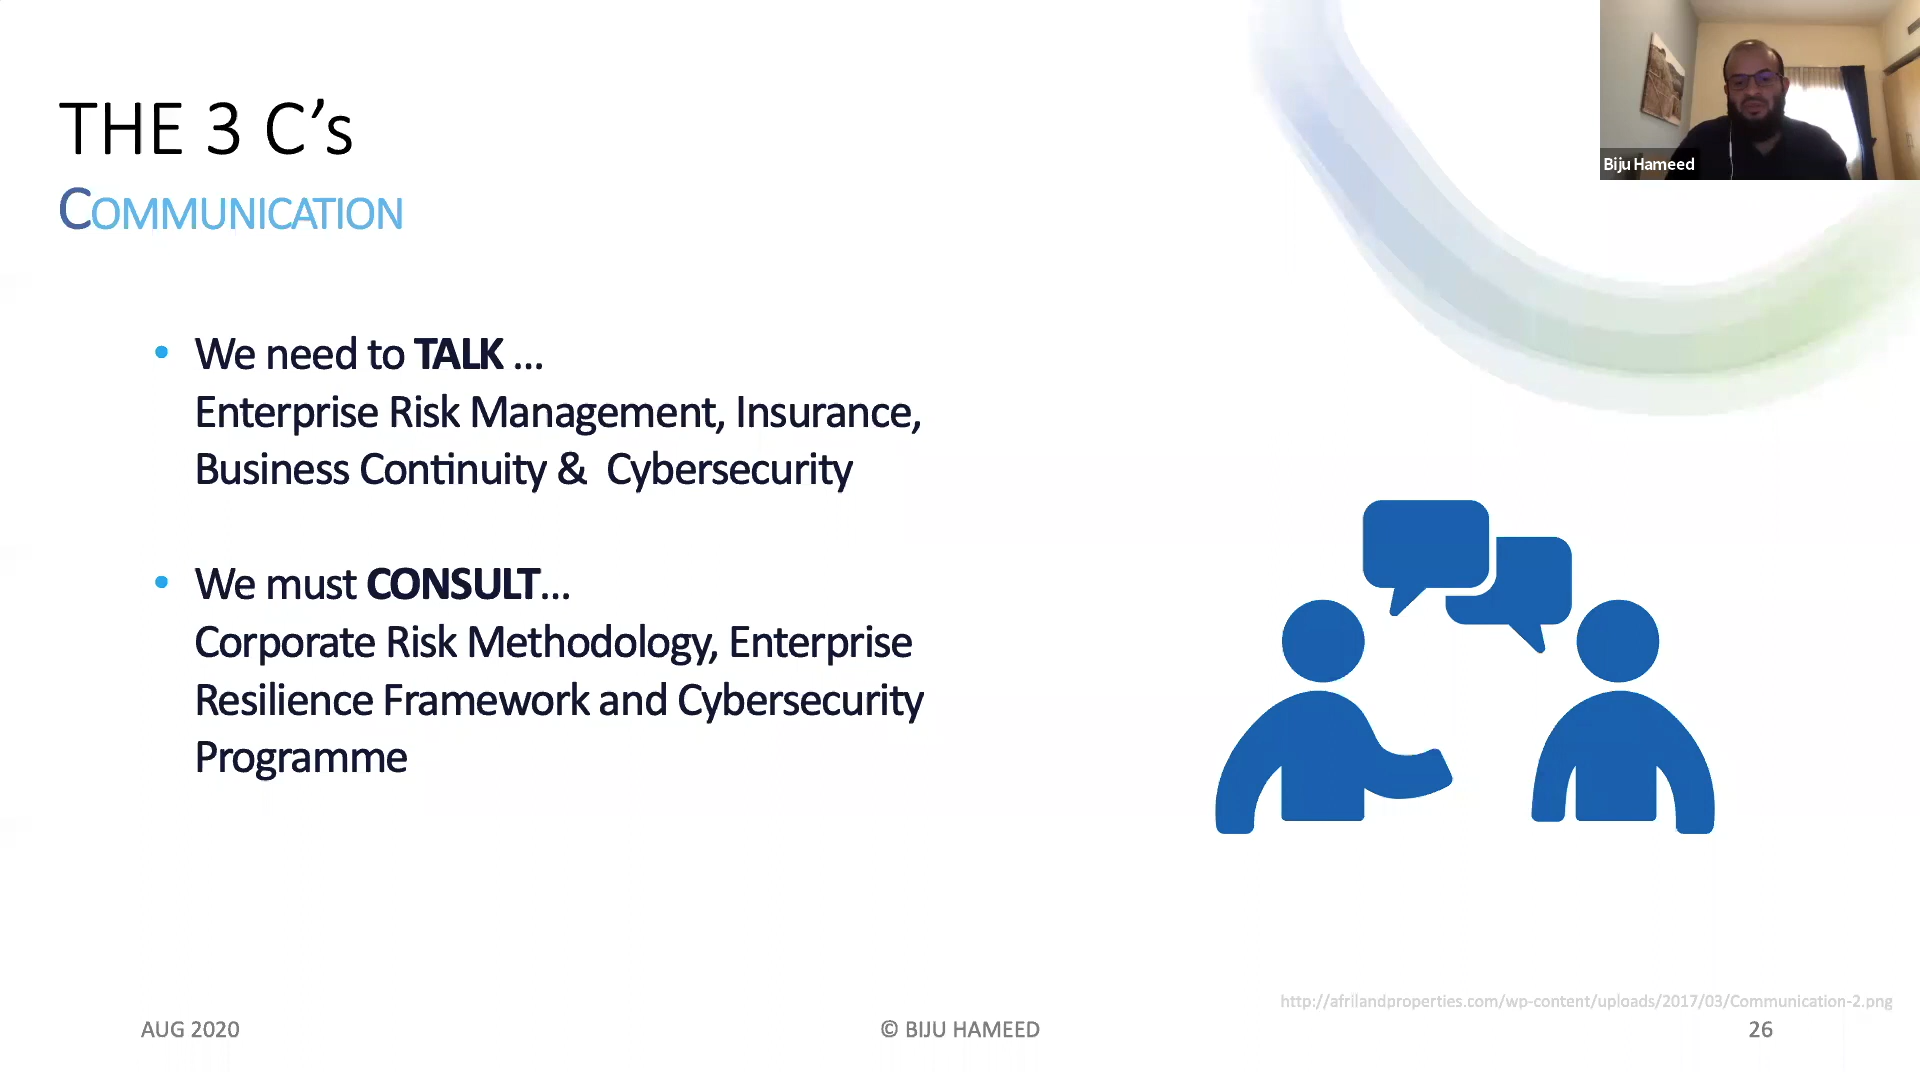 THE 3 C’s
COMMUNICATION
Biju Hameed
• We need to TALK ...
Enterprise Risk Management, Insurance,
Business Continuity & Cybersecurity
• We must CONSULT...
Corporate Risk Methodology, Enterprise
Resilience Framework and Cybersecurity
Programme
http://afrilandproperties.com/wp-content/uploads/2017/03/Communication-2.png
AUG 2020
© BIJU HAMEED
26